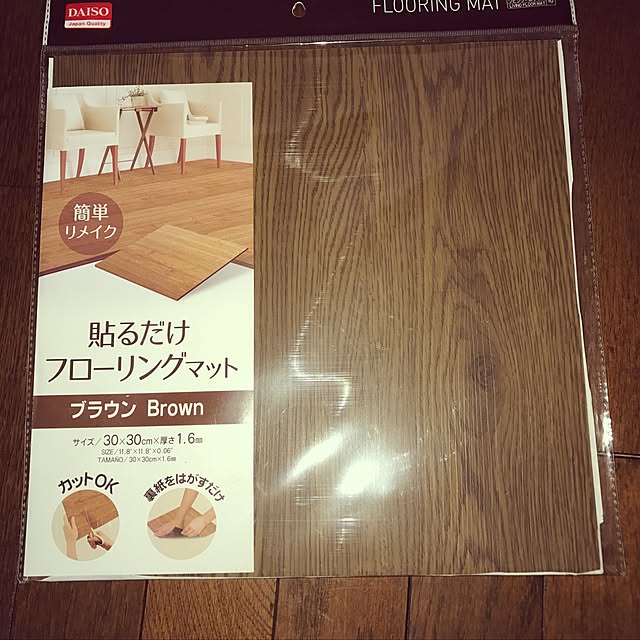 DAISO
Japan Quality
FLOORING MAT
簡単
リメイク
貼るだけ
フローリングマット
ブラウン Brown
サイズ/30×30cm×厚さ1.6mm
SIZE/11.8"×11.8"×0.06"
TAMAÑO/30×30cm×1.6mm
カットOK
裏紙をはがすだけ